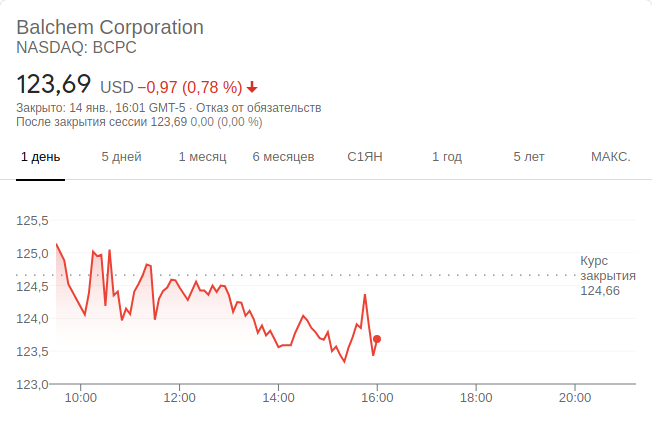 Balchem Corporation
NASDAQ: BCPC
123,69 USD −0,97 (0,78 %)
Закрыто: 14 янв., 16:01 GMT-5 · Отказ от обязательств
После закрытия сессии 123,69 0,00 (0,00 %)
1 день 5 дней 1 месяц 6 месяцев С1ЯН 1 год 5 лет МАКС.
125,5
125,0
124,5
124,0
123,5
123,0
Курс
закрытия
124,66
10:00 12:00 14:00 16:00 18:00 20:00